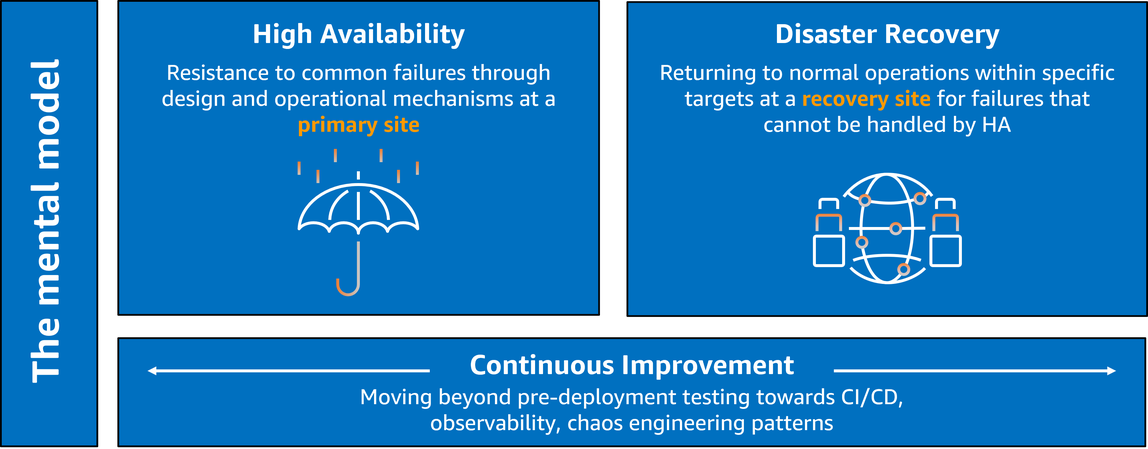 The mental model
High Availability
Resistance to common failures through
design and operational mechanisms at a
primary site
Disaster Recovery
Returning to normal operations within specific
targets at a recovery site for failures that
cannot be handled by HA
Continuous Improvement
Moving beyond pre-deployment testing towards CI/CD,
observability, chaos engineering patterns